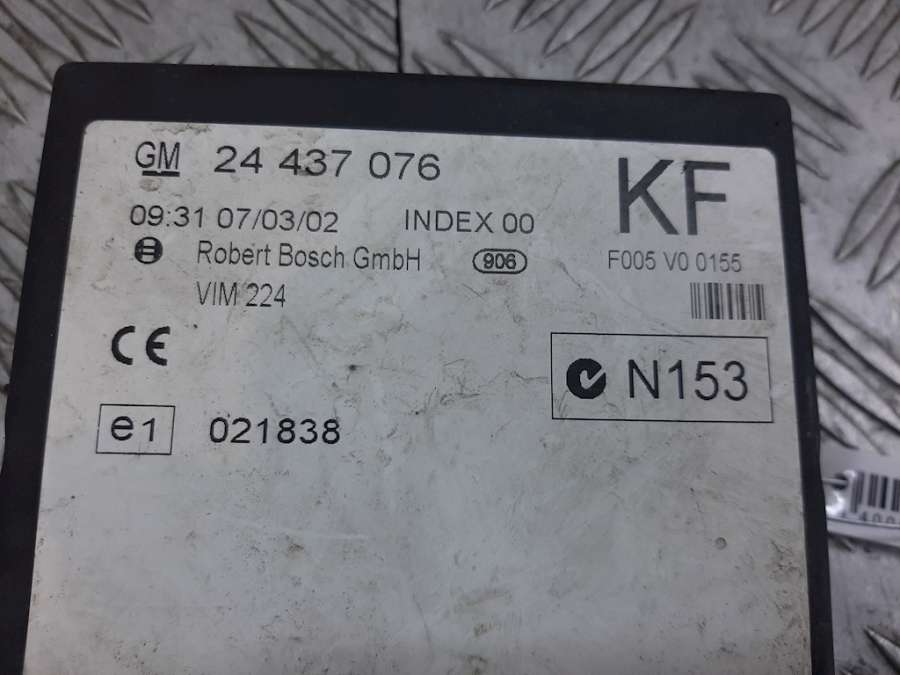 GM 24 437 076
KF
09:31 07/03/02 INDEX 00
Robert Bosch GmbH 906 F005 V0 0155
VIM 224
CE
N153
e1 021838